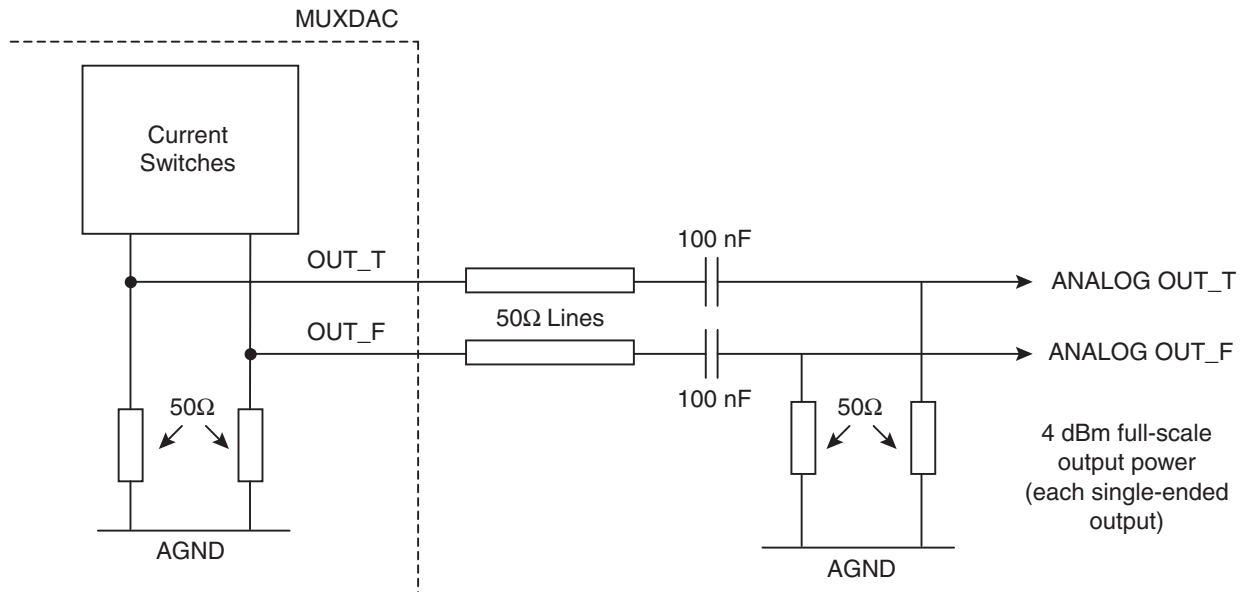 MUXDAC
Current
Switches
OUT_T
100 nF
ANALOG OUT_T
50Ω Lines
OUT_F
ANALOG OUT_F
100 nF
50Ω
50Ω
4 dBm full-scale
output power
(each single-ended
output)
AGND
AGND